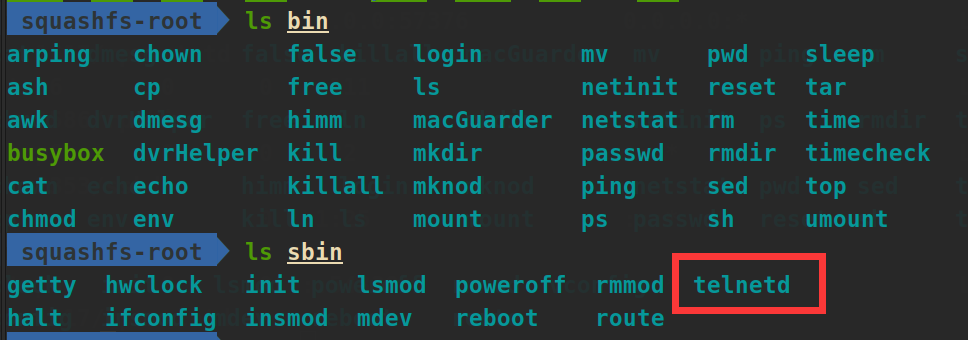 squashfs-root ls bin
arping chown false login mv pwd sleep
ash cp free ls netinit reset tar
awk dmesg himm macGuarder netstat rm time
busybox dvrHelper kill mkdir passwd rmdir timecheck
cat echo killall mknod ping sed top
chmod env ln mount ps sh umount
squashfs-root ls sbin
getty hwclock init lsmod poweroff rmmod telnetd
halt ifconfig insmod mdev reboot route